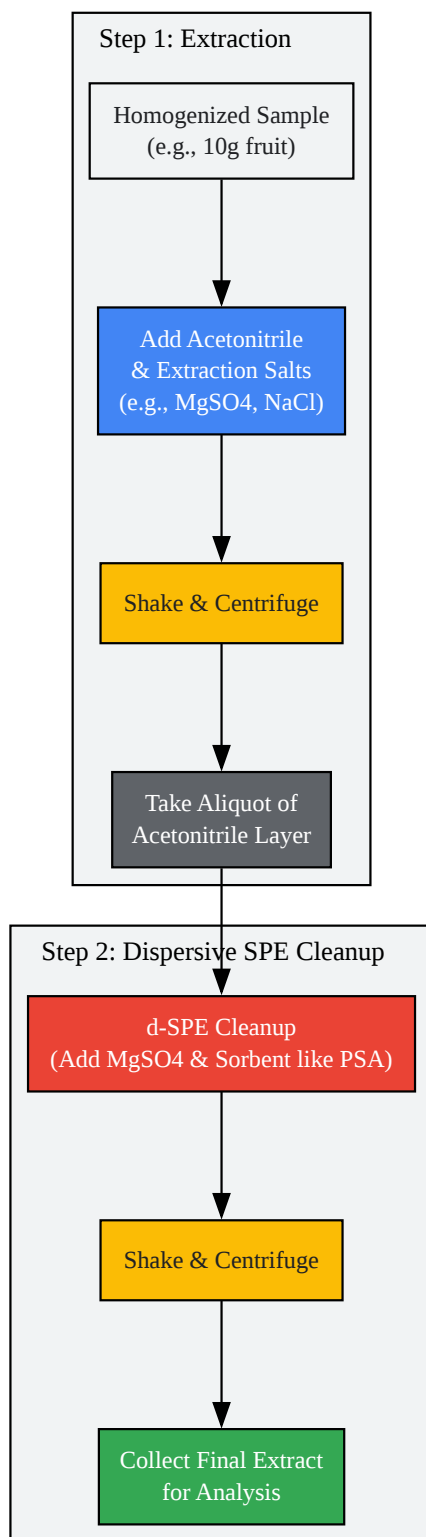 Step 1: Extraction
Homogenized Sample
(e.g., 10g fruit)
Add Acetonitrile
& Extraction Salts
(e.g., MgSO4, NaCl)
Shake & Centrifuge
Take Aliquot of
Acetonitrile Layer
Step 2: Dispersive SPE Cleanup
d-SPE Cleanup
(Add MgSO4 & Sorbent like PSA)
Shake & Centrifuge
Collect Final Extract
for Analysis